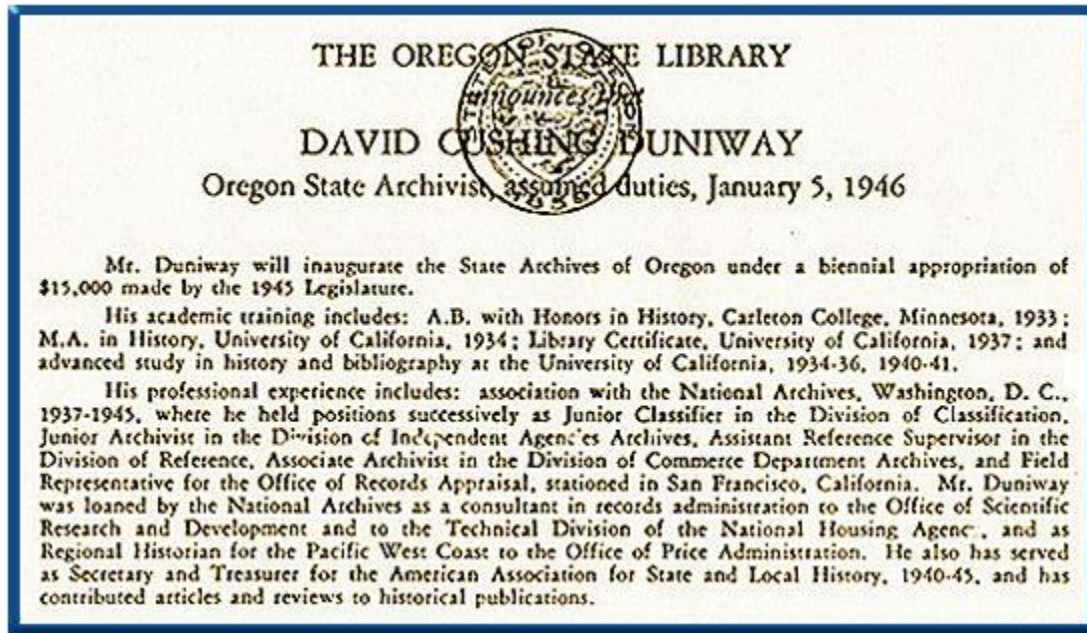 THE OREGON STATE LIBRARY
announces
DAVID CUSHING DUNIWAY
Oregon State Archivist, assumed duties, January 5, 1946
Mr. Duniway will inaugurate the State Archives of Oregon under a biennial appropriation of
$15,000 made by the 1945 Legislature.
His academic training includes: A.B. with Honors in History, Carleton College, Minnesota, 1933;
M.A. in History, University of California, 1934; Library Certificate, University of California, 1937; and
advanced study in history and bibliography at the University of California, 1934-36, 1940-41.
His professional experience includes: association with the National Archives, Washington, D. C.,
1937-1945, where he held positions successively as Junior Classifier in the Division of Classification,
Junior Archivist in the Division of Independent Agencies Archives, Assistant Reference Supervisor in the
Division of Reference, Associate Archivist in the Division of Commerce Department Archives, and Field
Representative for the Office of Records Appraisal, stationed in San Francisco, California. Mr. Duniway
was loaned by the National Archives as a consultant in records administration to the Office of Scientific
Research and Development and to the Technical Division of the National Housing Agency, and as
Regional Historian for the Pacific West Coast to the Office of Price Administration. He also has served
as Secretary and Treasurer for the American Association for State and Local History, 1940-45, and has
contributed articles and reviews to historical publications.